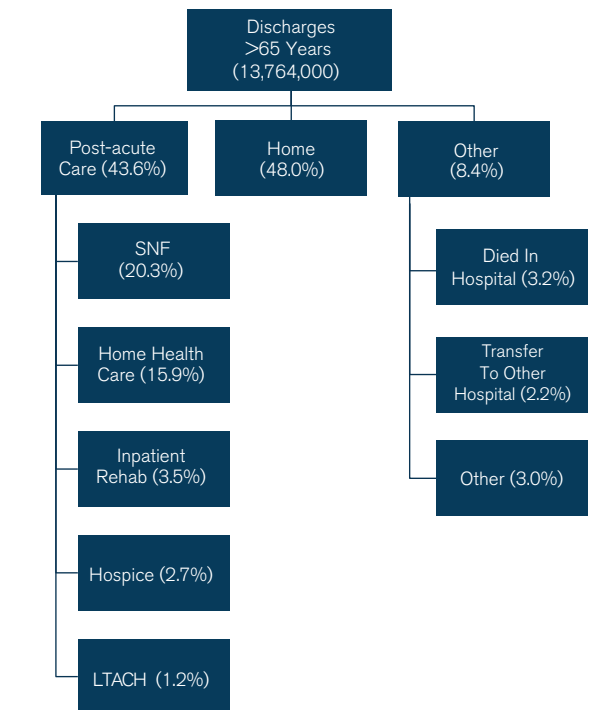 Discharges
>65 Years
(13,764,000)
Post-acute
Care (43.6%)
Home
(48.0%)
Other
(8.4%)
SNF
(20.3%)
Home Health
Care (15.9%)
Inpatient
Rehab (3.5%)
Hospice (2.7%)
LTACH (1.2%)
Died In
Hospital (3.2%)
Transfer
To Other
Hospital (2.2%)
Other (3.0%)